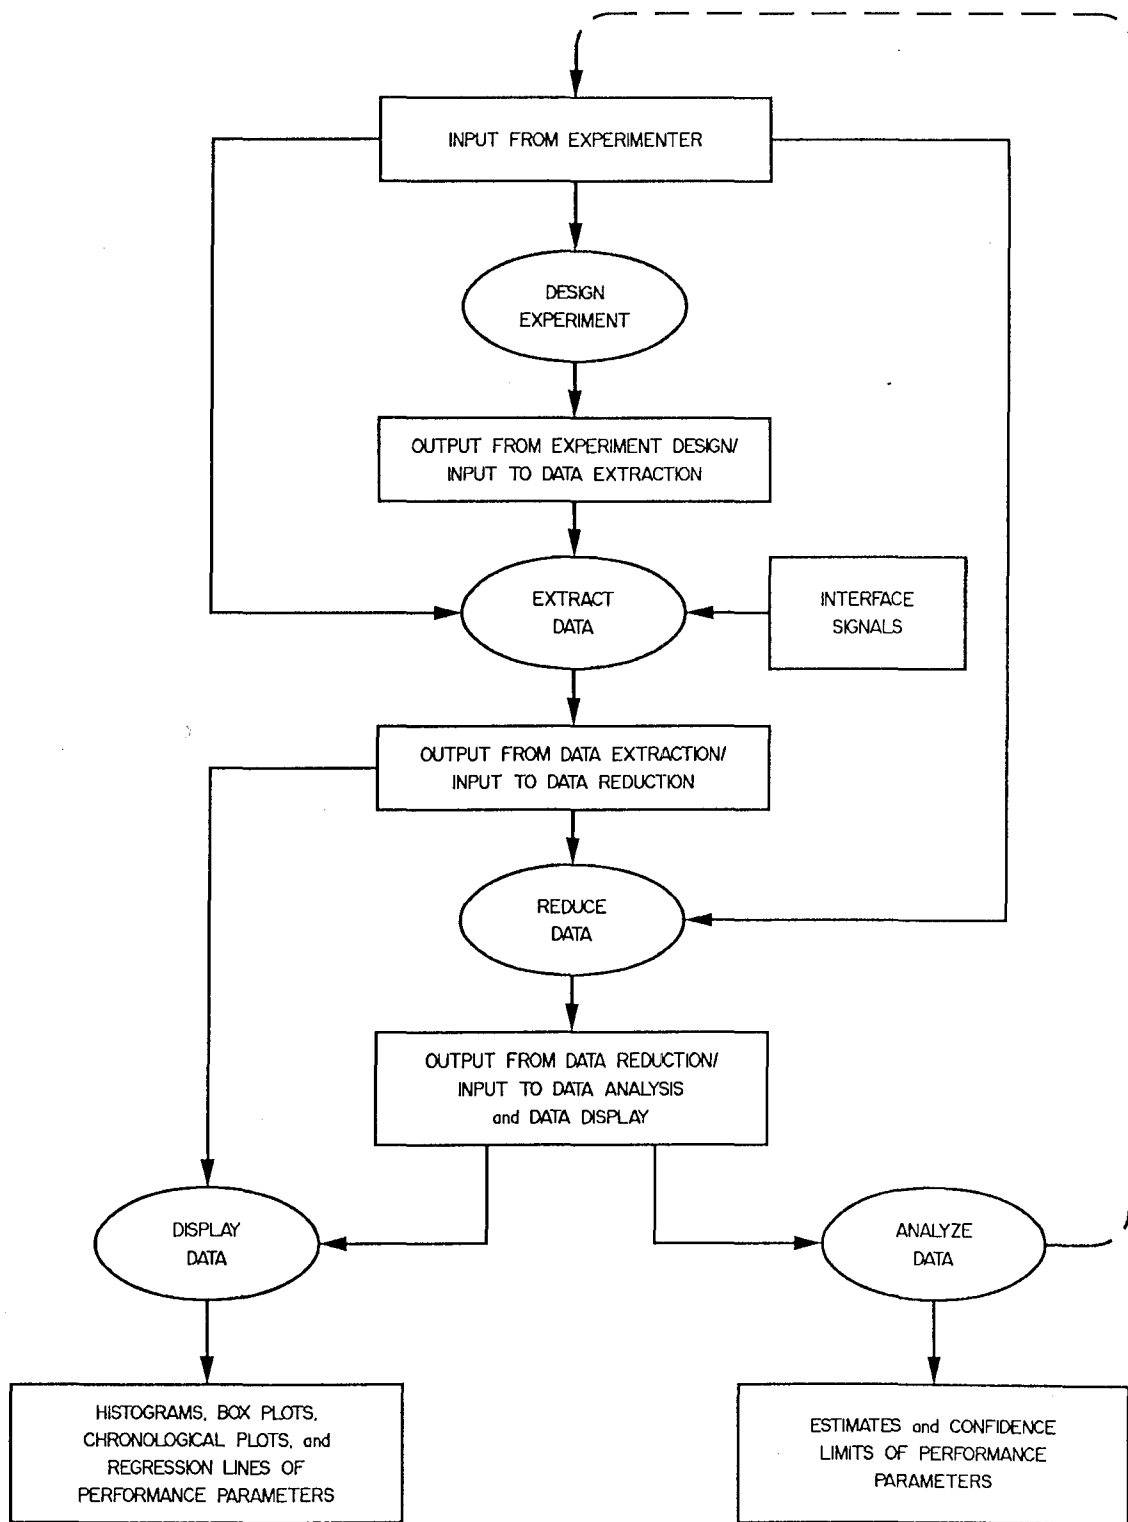 INPUT FROM EXPERIMENTER
DESIGN
EXPERIMENT
OUTPUT FROM EXPERIMENT DESIGN/
INPUT TO DATA EXTRACTION
EXTRACT
DATA
INTERFACE
SIGNALS
OUTPUT FROM DATA EXTRACTION/
INPUT TO DATA REDUCTION
REDUCE
DATA
OUTPUT FROM DATA REDUCTION/
INPUT TO DATA ANALYSIS
and DATA DISPLAY
DISPLAY
DATA
ANALYZE
DATA
HISTOGRAMS, BOX PLOTS,
CHRONOLOGICAL PLOTS, and
REGRESSION LINES OF
PERFORMANCE PARAMETERS
ESTIMATES and CONFIDENCE
LIMITS OF PERFORMANCE
PARAMETERS